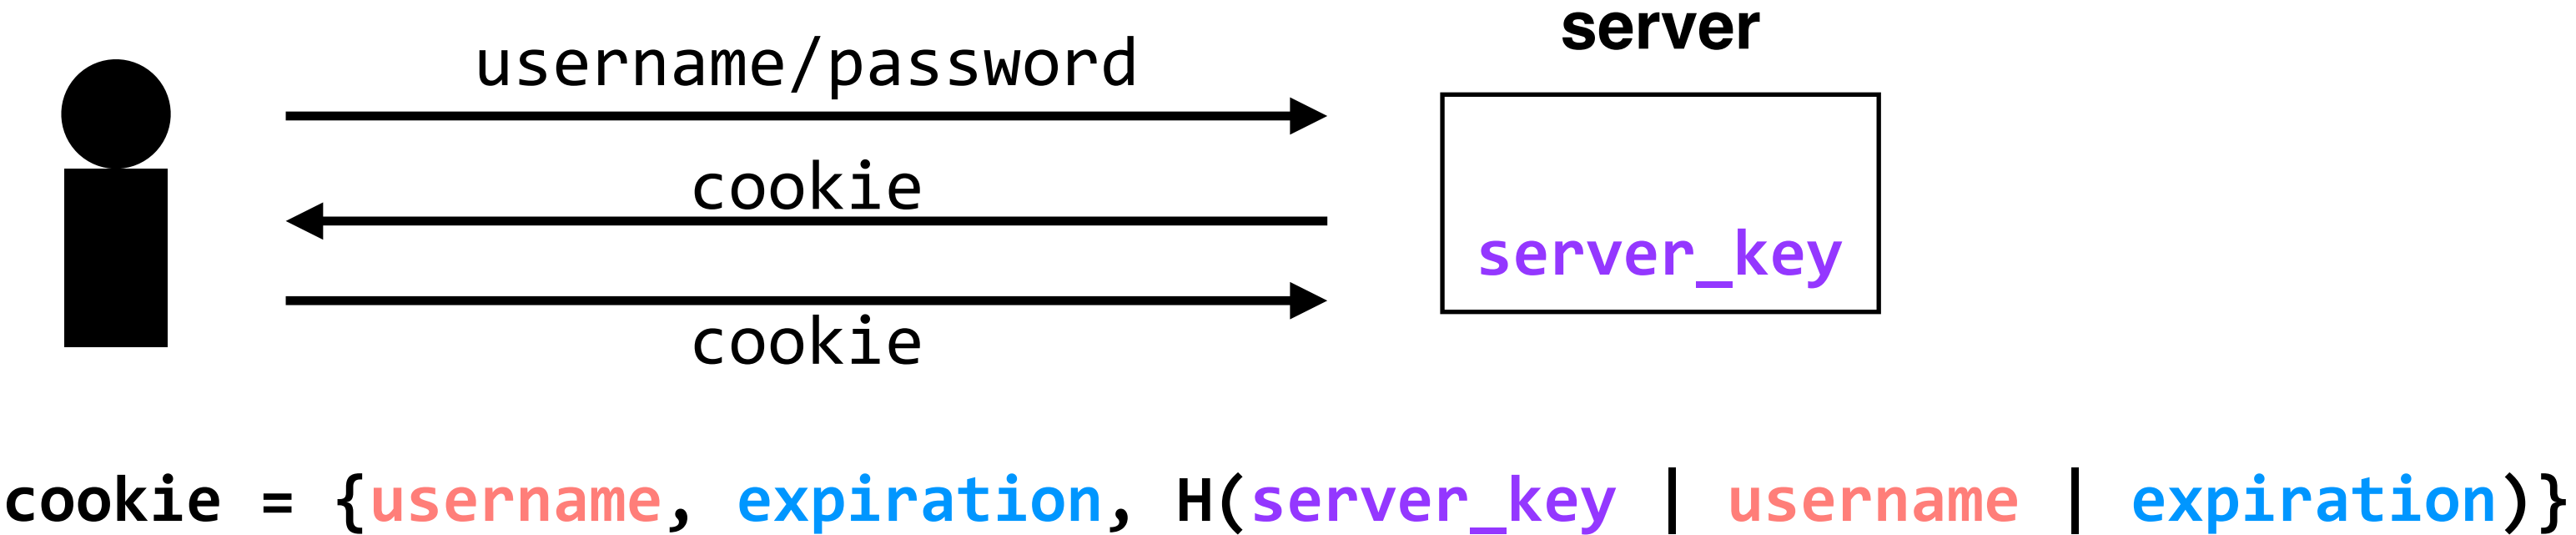 server
username/password
cookie
server_key
cookie
cookie = {username, expiration, H(server_key | username | expiration)}